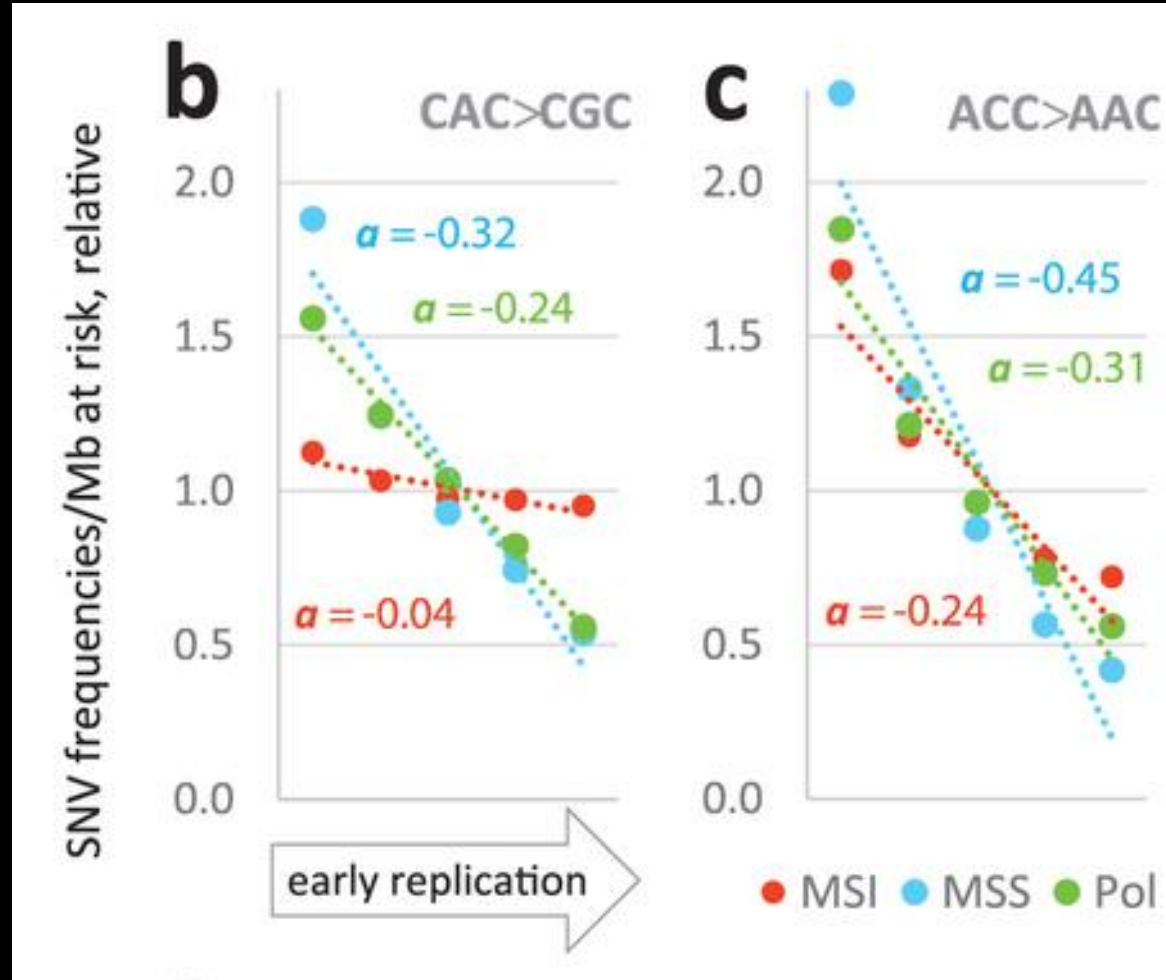 b
CAC>CGC
SNV frequencies/Mb at risk, relative
2.0
1.5
1.0
0.5
0.0
a = -0.32
a = -0.24
a = -0.04
early replication
c
ACC>AAC
2.0
1.5
1.0
0.5
0.0
a = -0.45
a = -0.31
a = -0.24
MSI MSS Pol